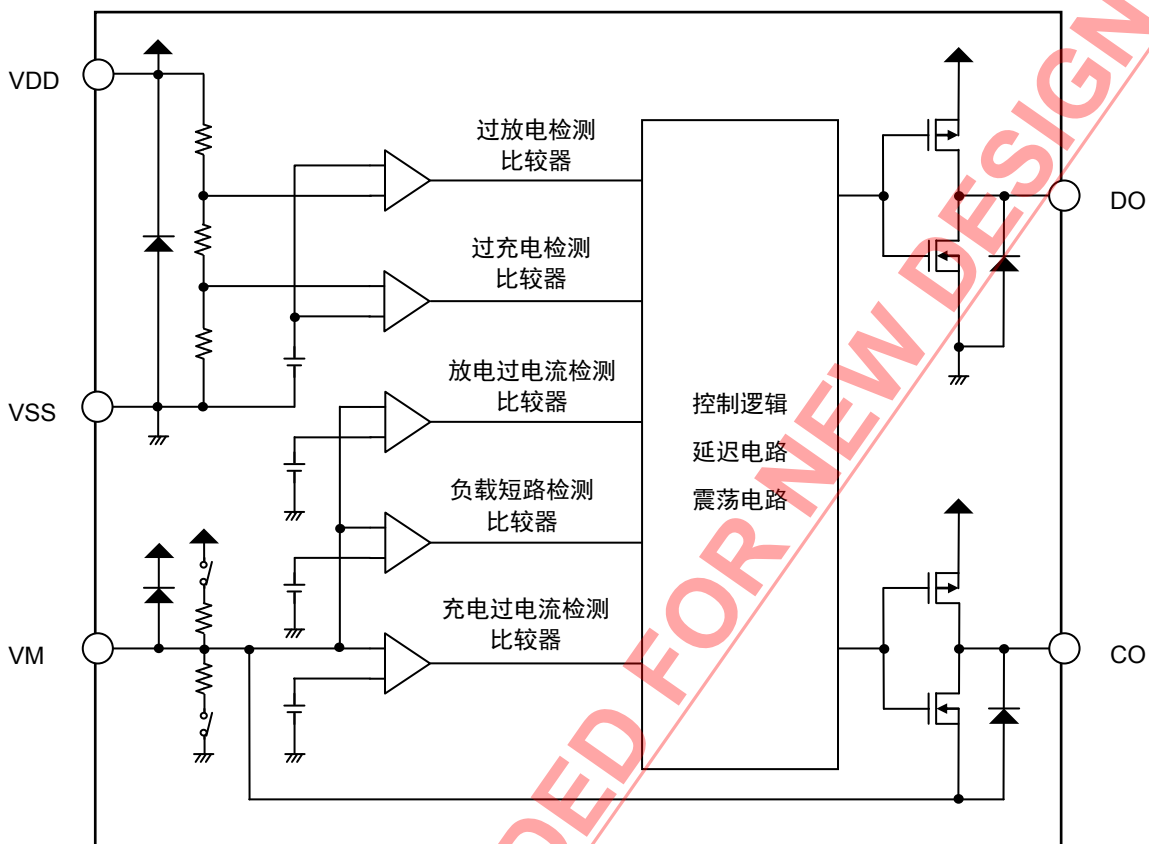 VDD
过放电检测
比较器
DO
过充电检测
比较器
VSS
放电过电流检测
比较器
控制逻辑
延迟电路
震荡电路
负载短路检测
比较器
VM
充电过电流检测
比较器
CO
DED FOR NEW DESIGN